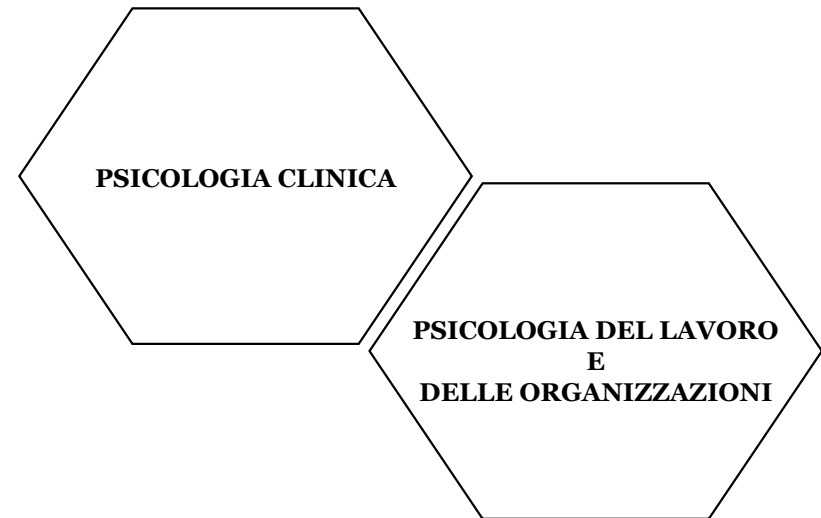 PSICOLOGIA CLINICA
PSICOLOGIA DEL LAVORO
E
DELLE ORGANIZZAZIONI